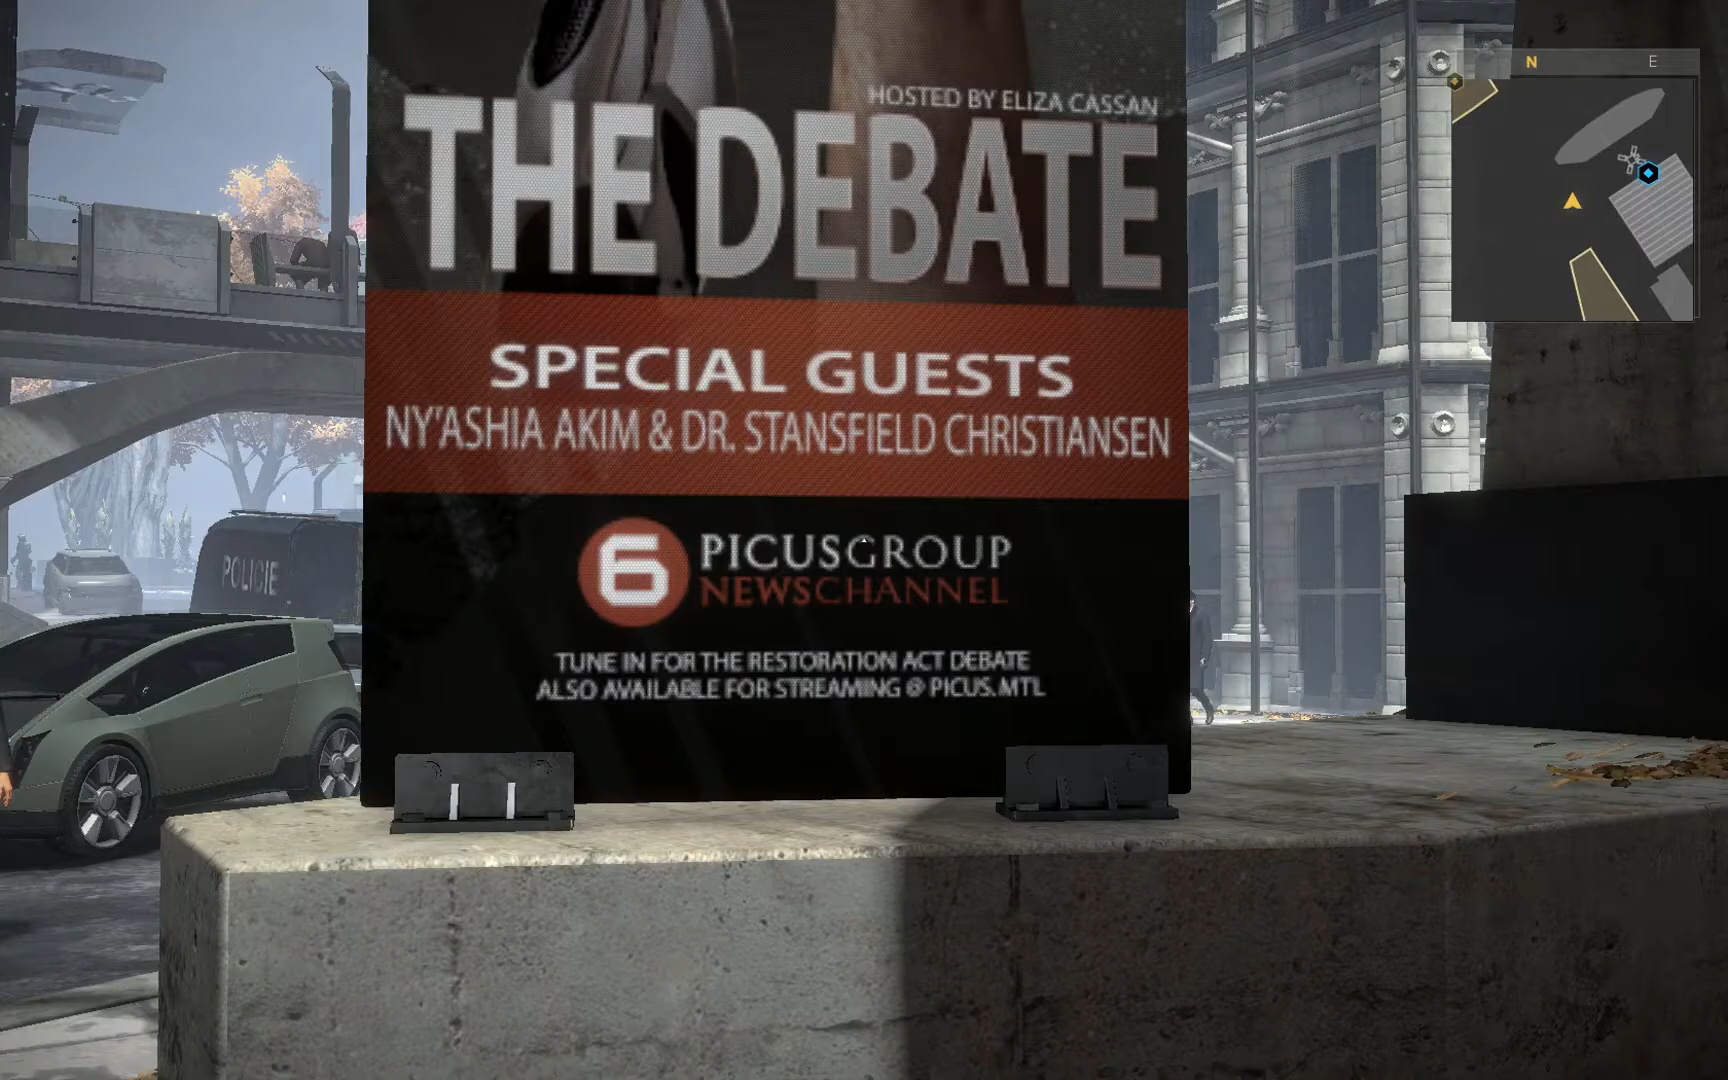 HOSTED BY ELIZA CASSAN
THE DEBATE
SPECIAL GUESTS
NY'ASHIA AKIM & DR. STANSFIELD CHRISTIANSEN
6 PICUSGROUP
NEWSCHANNEL
TUNE IN FOR THE RESTORATION ACT DEBATE
ALSO AVAILABLE FOR STREAMING @ PICUS.MTL
POLICIE
N E